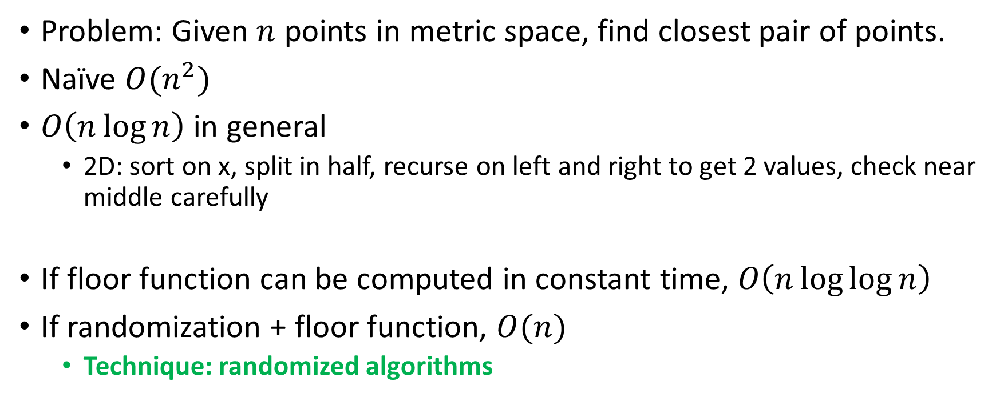 • Problem: Given n points in metric space, find closest pair of points.
• Naïve O(n²)
• O(n log n) in general
• 2D: sort on x, split in half, recurse on left and right to get 2 values, check near
middle carefully
• If floor function can be computed in constant time, O(n log log n)
• If randomization + floor function, O(n)
• Technique: randomized algorithms